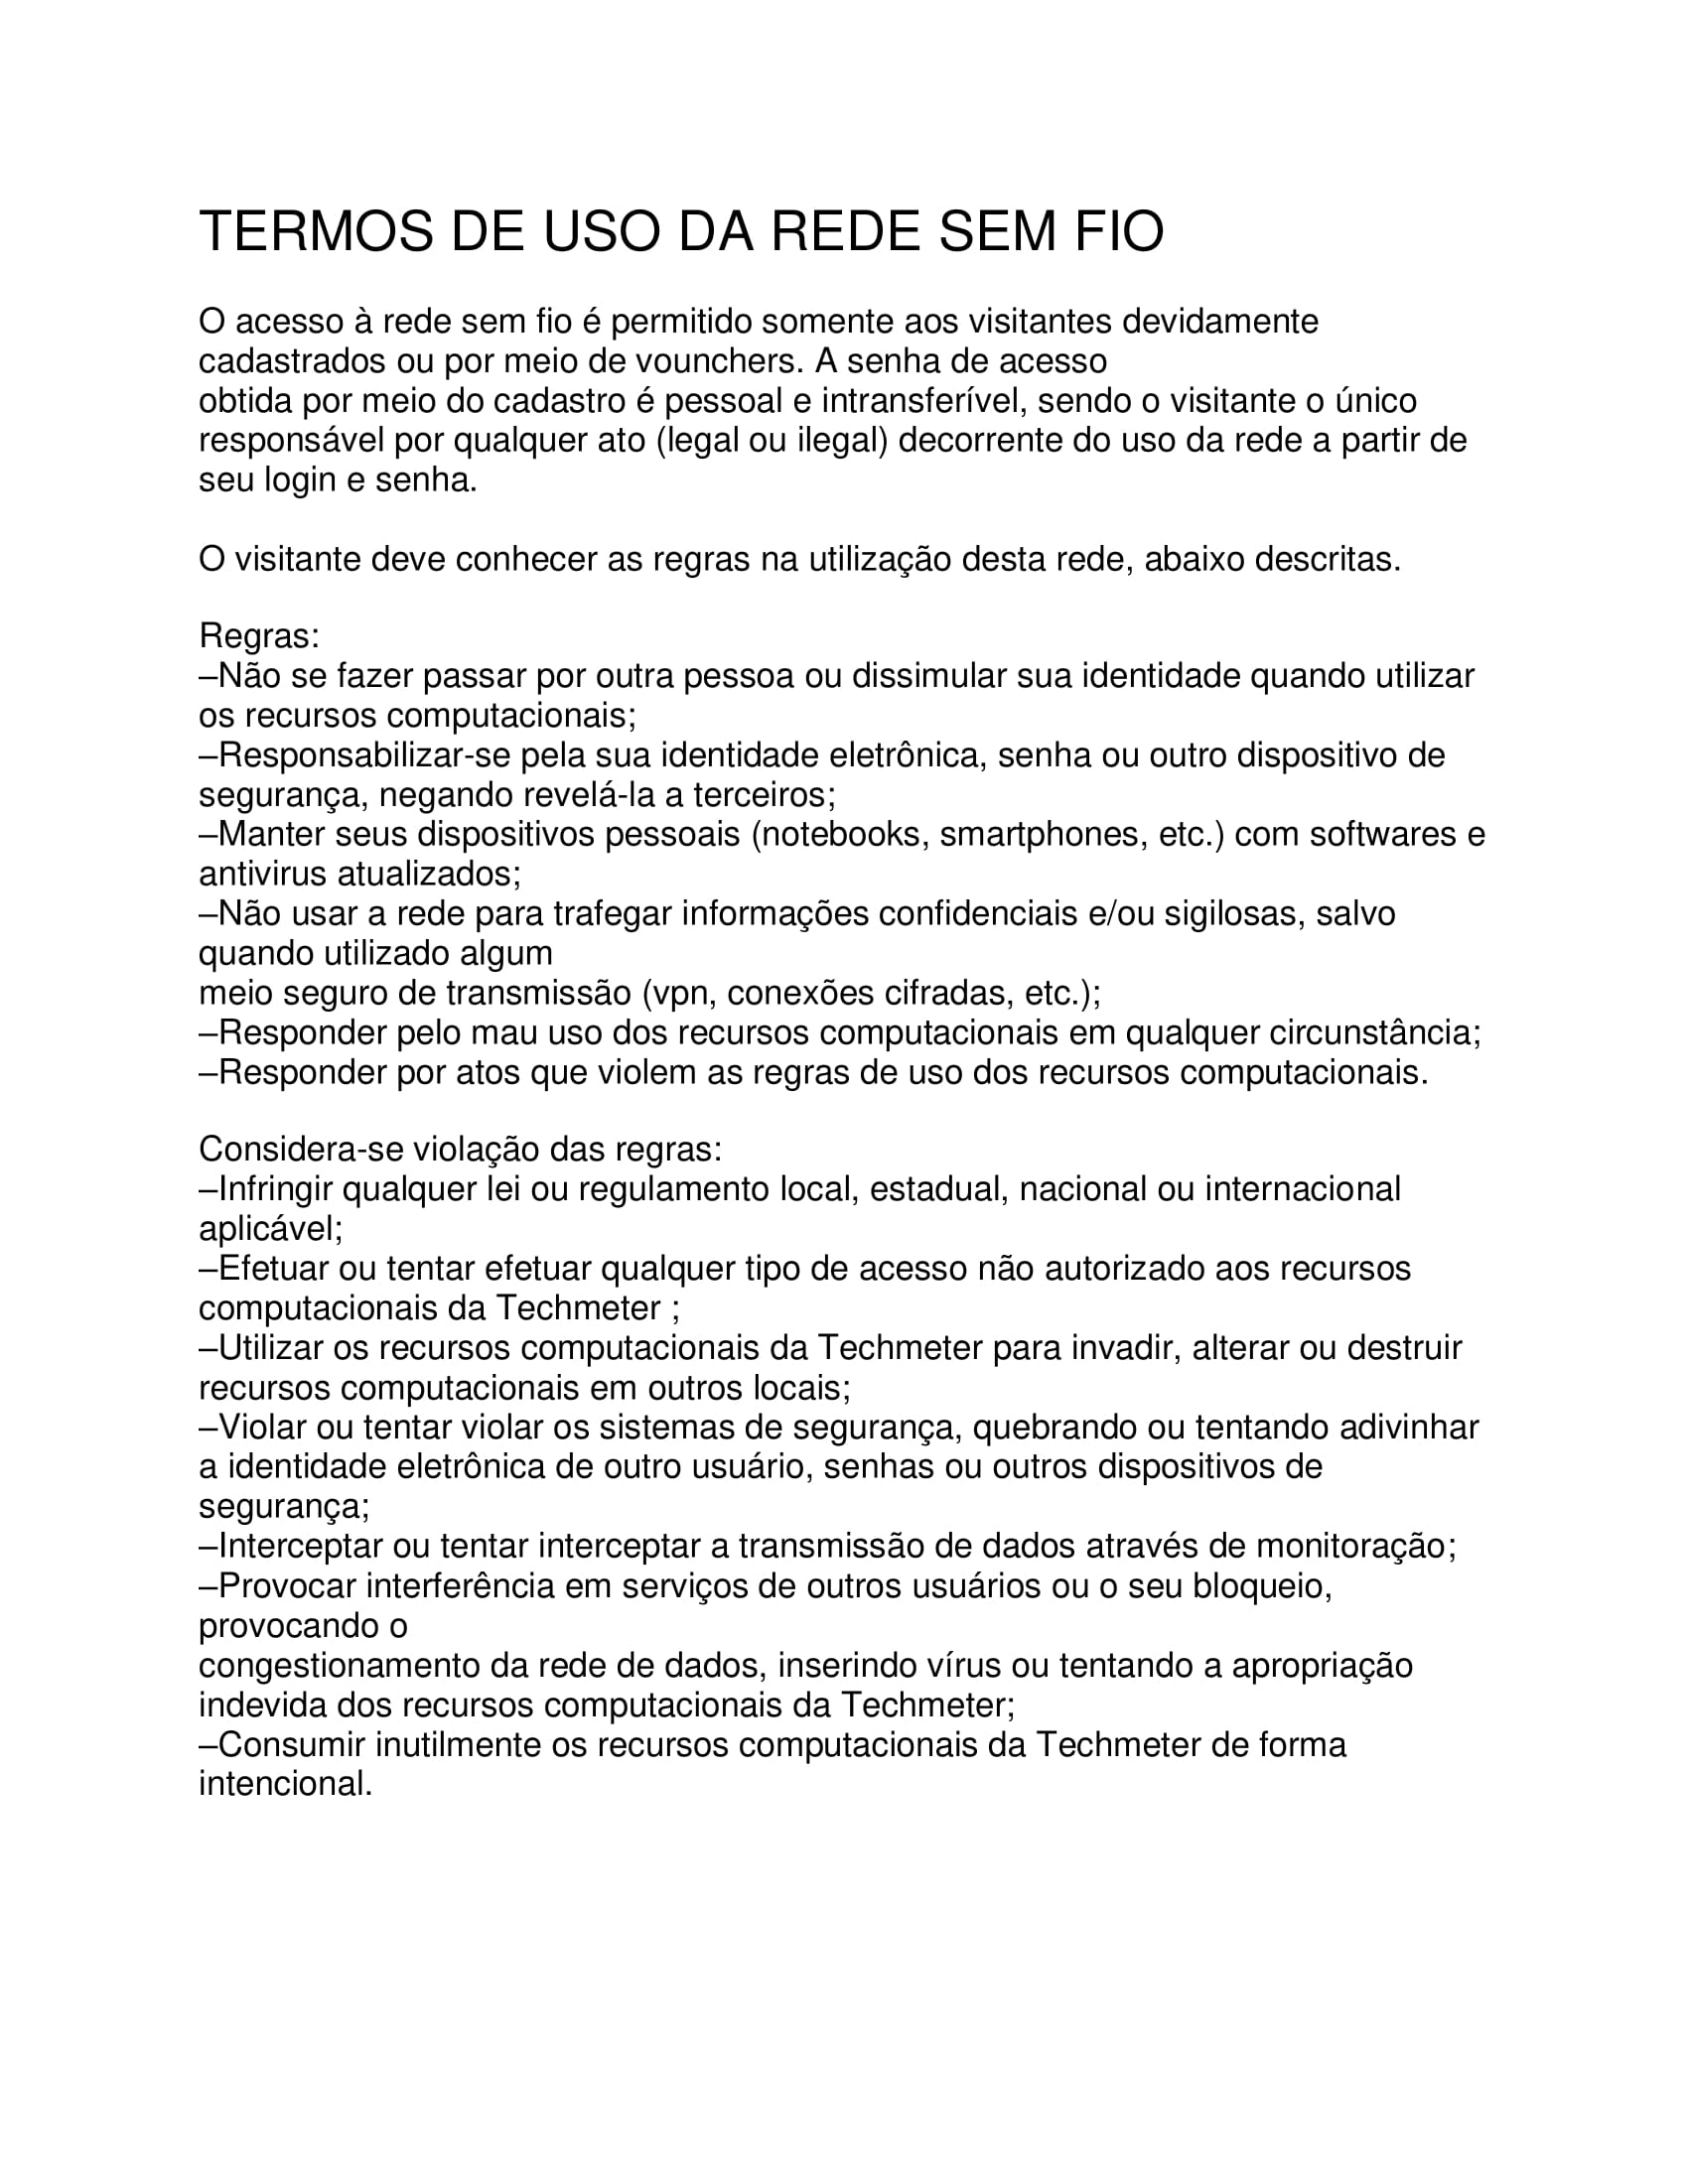 TERMOS DE USO DA REDE SEM FIO
O acesso à rede sem fio é permitido somente aos visitantes devidamente
cadastrados ou por meio de vounchers. A senha de acesso
obtida por meio do cadastro é pessoal e intransferível, sendo o visitante o único
responsável por qualquer ato (legal ou ilegal) decorrente do uso da rede a partir de
seu login e senha.
O visitante deve conhecer as regras na utilização desta rede, abaixo descritas.
Regras:
–Não se fazer passar por outra pessoa ou dissimular sua identidade quando utilizar
os recursos computacionais;
–Responsabilizar-se pela sua identidade eletrônica, senha ou outro dispositivo de
segurança, negando revelá-la a terceiros;
–Manter seus dispositivos pessoais (notebooks, smartphones, etc.) com softwares e
antivirus atualizados;
–Não usar a rede para trafegar informações confidenciais e/ou sigilosas, salvo
quando utilizado algum
meio seguro de transmissão (vpn, conexões cifradas, etc.);
–Responder pelo mau uso dos recursos computacionais em qualquer circunstância;
–Responder por atos que violem as regras de uso dos recursos computacionais.
Considera-se violação das regras:
–Infringir qualquer lei ou regulamento local, estadual, nacional ou internacional
aplicável;
–Efetuar ou tentar efetuar qualquer tipo de acesso não autorizado aos recursos
computacionais da Techmeter ;
–Utilizar os recursos computacionais da Techmeter para invadir, alterar ou destruir
recursos computacionais em outros locais;
–Violar ou tentar violar os sistemas de segurança, quebrando ou tentando adivinhar
a identidade eletrônica de outro usuário, senhas ou outros dispositivos de
segurança;
–Interceptar ou tentar interceptar a transmissão de dados através de monitoração;
–Provocar interferência em serviços de outros usuários ou o seu bloqueio,
provocando o
congestionamento da rede de dados, inserindo vírus ou tentando a apropriação
indevida dos recursos computacionais da Techmeter;
–Consumir inutilmente os recursos computacionais da Techmeter de forma
intencional.